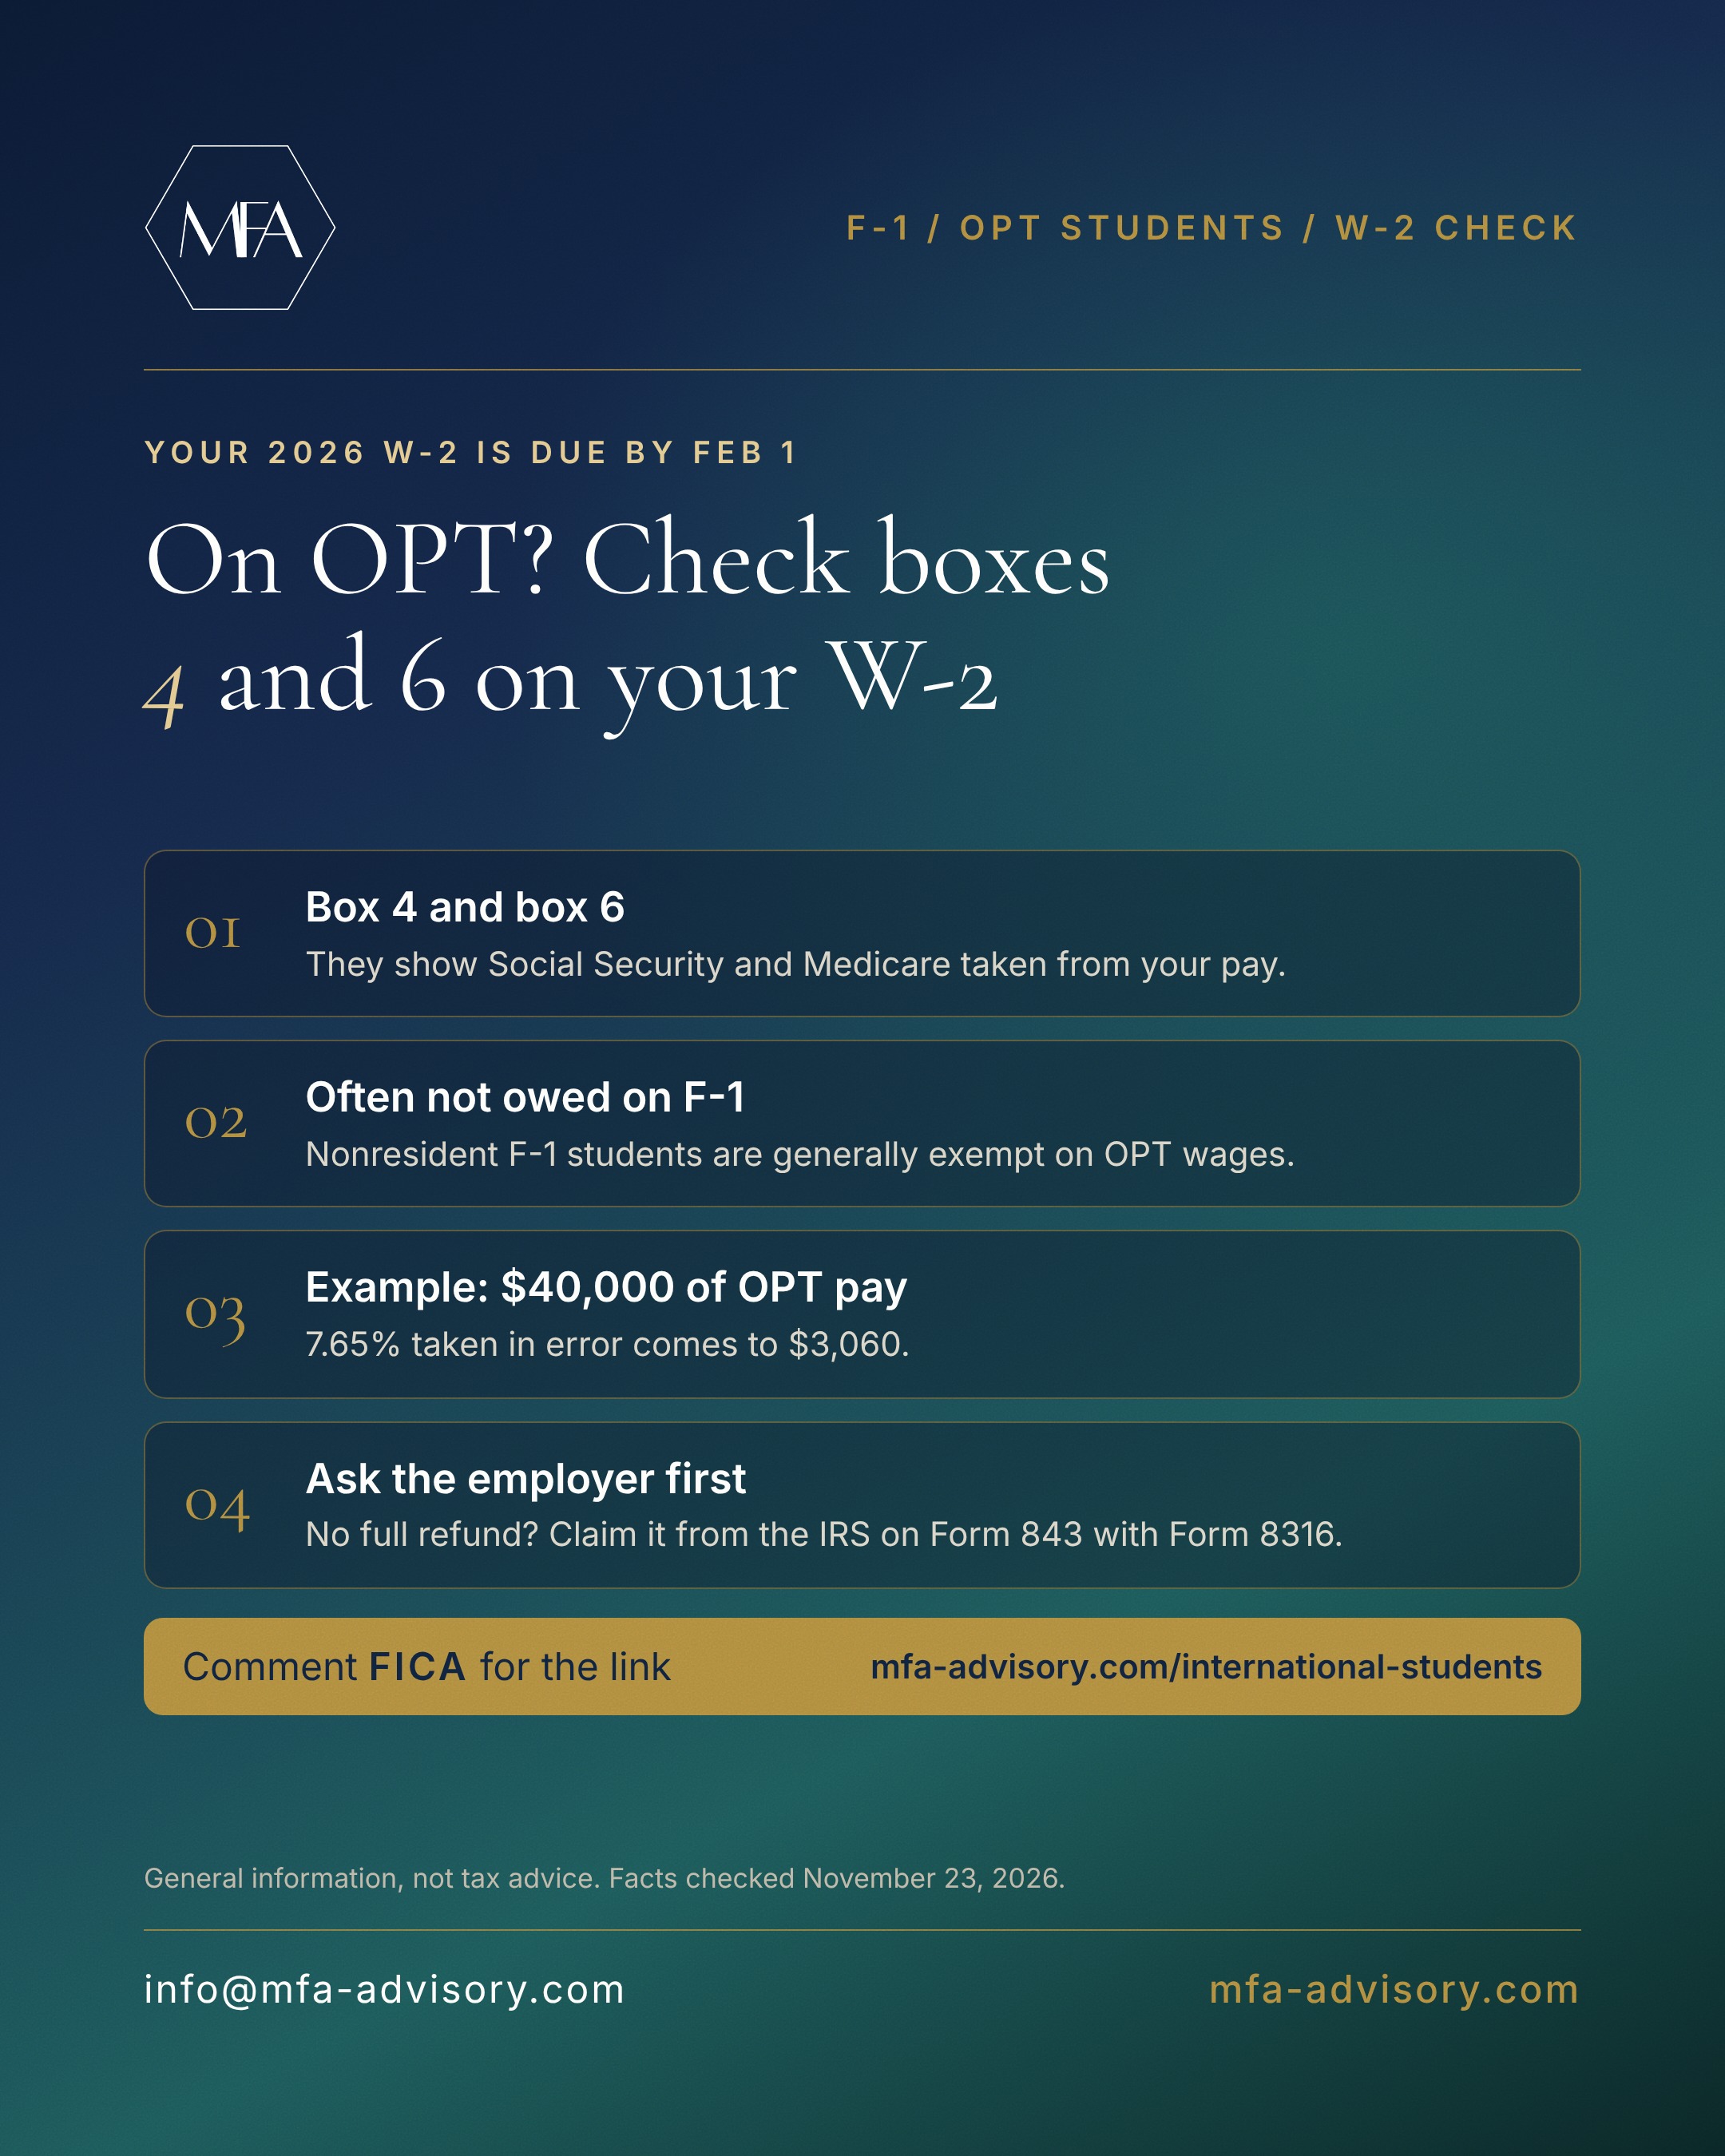 MFA
F-1 / OPT STUDENTS / W-2 CHECK
YOUR 2026 W-2 IS DUE BY FEB 1
On OPT? Check boxes
4 and 6 on your W-2
01
Box 4 and box 6
They show Social Security and Medicare taken from your pay.
02
Often not owed on F-1
Nonresident F-1 students are generally exempt on OPT wages.
03
Example: $40,000 of OPT pay
7.65% taken in error comes to $3,060.
04
Ask the employer first
No full refund? Claim it from the IRS on Form 843 with Form 8316.
Comment FICA for the link
mfa-advisory.com/international-students
General information, not tax advice. Facts checked November 23, 2026.
info@mfa-advisory.com
mfa-advisory.com